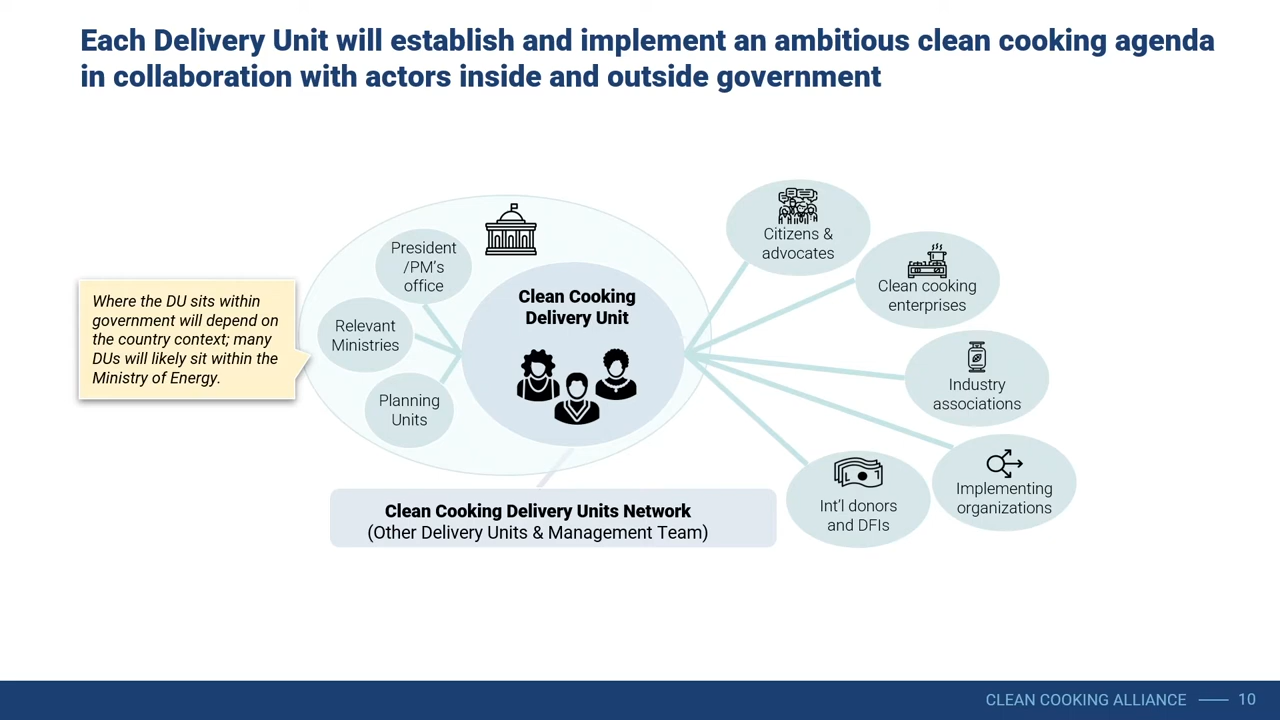 Each Delivery Unit will establish and implement an ambitious clean cooking agenda
in collaboration with actors inside and outside government
Where the DU sits within
government will depend on
the country context; many
DUs will likely sit within the
Ministry of Energy.
President
/PM's
office
Relevant
Ministries
Planning
Units
Clean Cooking
Delivery Unit
Citizens &
advocates
Clean cooking
enterprises
Industry
associations
Implementing
organizations
Int'l donors
and DFIs
Clean Cooking Delivery Units Network
(Other Delivery Units & Management Team)
CLEAN COOKING ALLIANCE
10